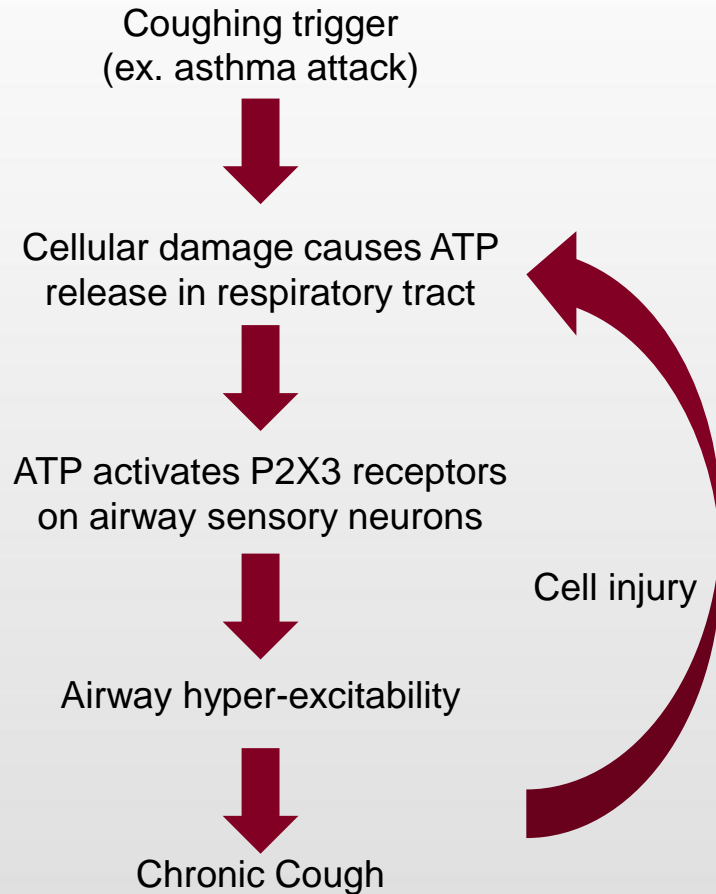 Coughing trigger
(ex. asthma attack)
Cellular damage causes ATP
release in respiratory tract
ATP activates P2X3 receptors
on airway sensory neurons
Cell injury
Airway hyper-excitability
Chronic Cough